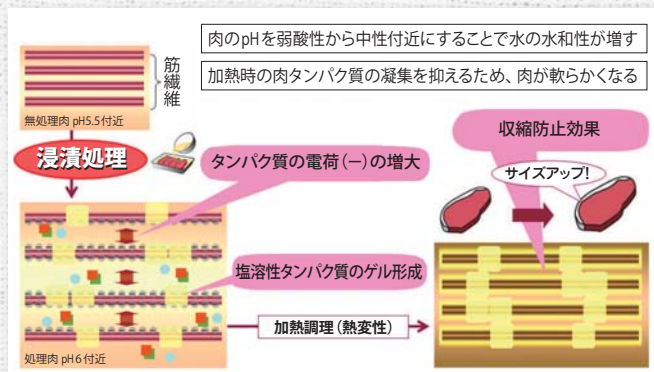 肉のpHを弱酸性から中性付近にすることで水の水和性が増す
加熱時の肉タンパク質の凝集を抑えるため、肉が軟らかくなる
筋繊維
無処理肉 pH5.5付近
浸漬処理
タンパク質の電荷(ー)の増大
収縮防止効果
サイズアップ!
塩溶性タンパク質のゲル形成
加熱調理(熱変性)
処理肉 pH6付近